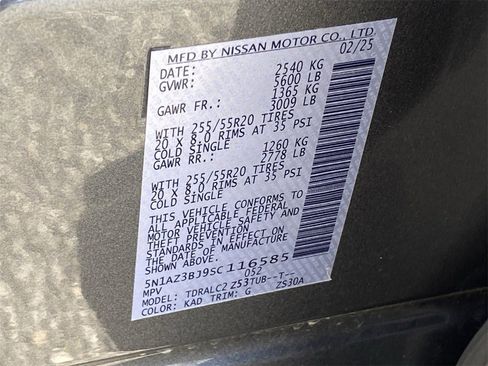 MFD BY NISSAN MOTOR CO., LTD.
02/25
DATE: 2540 KG
GVWR: 5600 LB
1365 KG
GAWR FR.: 3009 LB
WITH 255/55R20 TIRES
20 X 8.0 RIMS AT 35 PSI
COLD SINGLE 1260 KG
GAWR RR.: 2778 LB
WITH 255/55R20 TIRES
20 X 8.0 RIMS AT 35 PSI
COLD SINGLE
THIS VEHICLE CONFORMS TO
ALL APPLICABLE FEDERAL
MOTOR VEHICLE SAFETY AND
THEFT PREVENTION
STANDARDS IN EFFECT ON
THE DATE OF MANUFACTURE
SHOWN ABOVE.
5N1AZ3BJ9SC116585
MPV 052
MODEL: TDRALC2 Z53TUB--T--
COLOR: KAD TRIM: G ZS30A